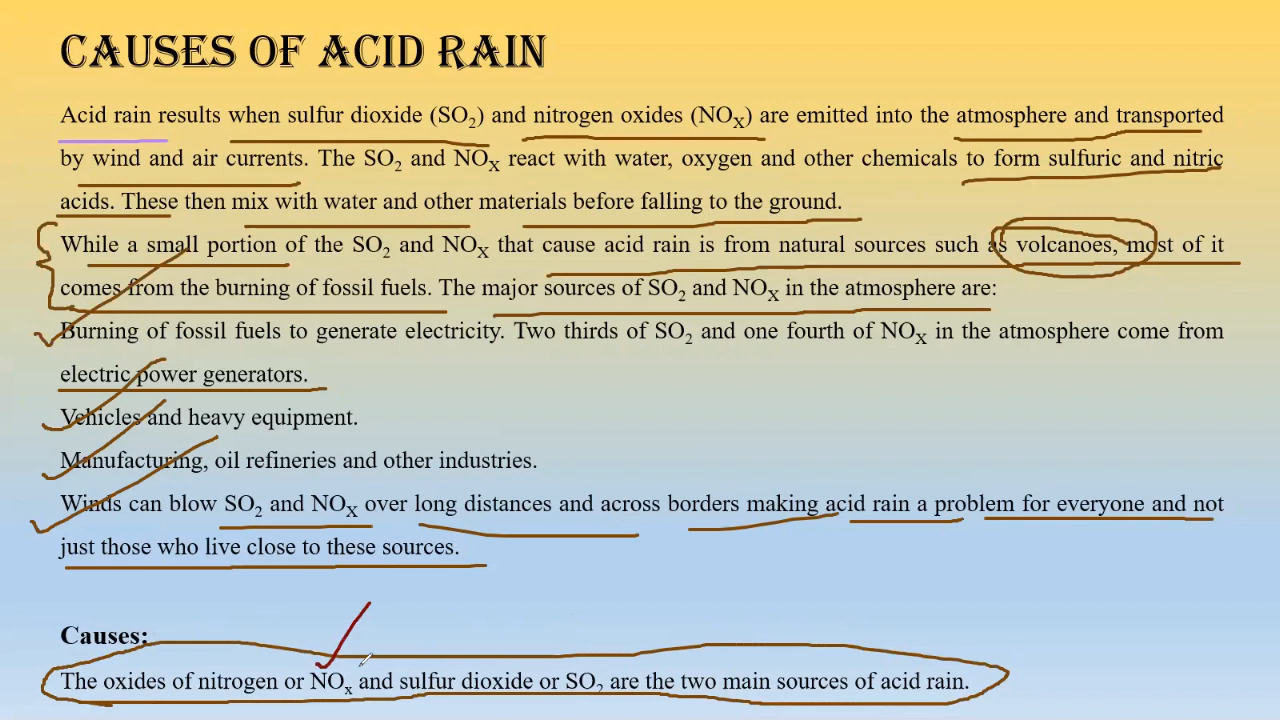 CAUSES OF ACID RAIN
Acid rain results when sulfur dioxide (SO₂) and nitrogen oxides (NOX) are emitted into the atmosphere and transported
by wind and air currents. The SO₂ and NOX react with water, oxygen and other chemicals to form sulfuric and nitric
acids. These then mix with water and other materials before falling to the ground.
While a small portion of the SO₂ and NOX that cause acid rain is from natural sources such as volcanoes, most of it
comes from the burning of fossil fuels. The major sources of SO₂ and NOX in the atmosphere are:
Burning of fossil fuels to generate electricity. Two thirds of SO₂ and one fourth of NOX in the atmosphere come from
electric power generators.
Vehicles and heavy equipment.
Manufacturing, oil refineries and other industries.
Winds can blow SO₂ and NOX over long distances and across borders making acid rain a problem for everyone and not
just those who live close to these sources.
Causes:
The oxides of nitrogen or NOx and sulfur dioxide or SO₂ are the two main sources of acid rain.